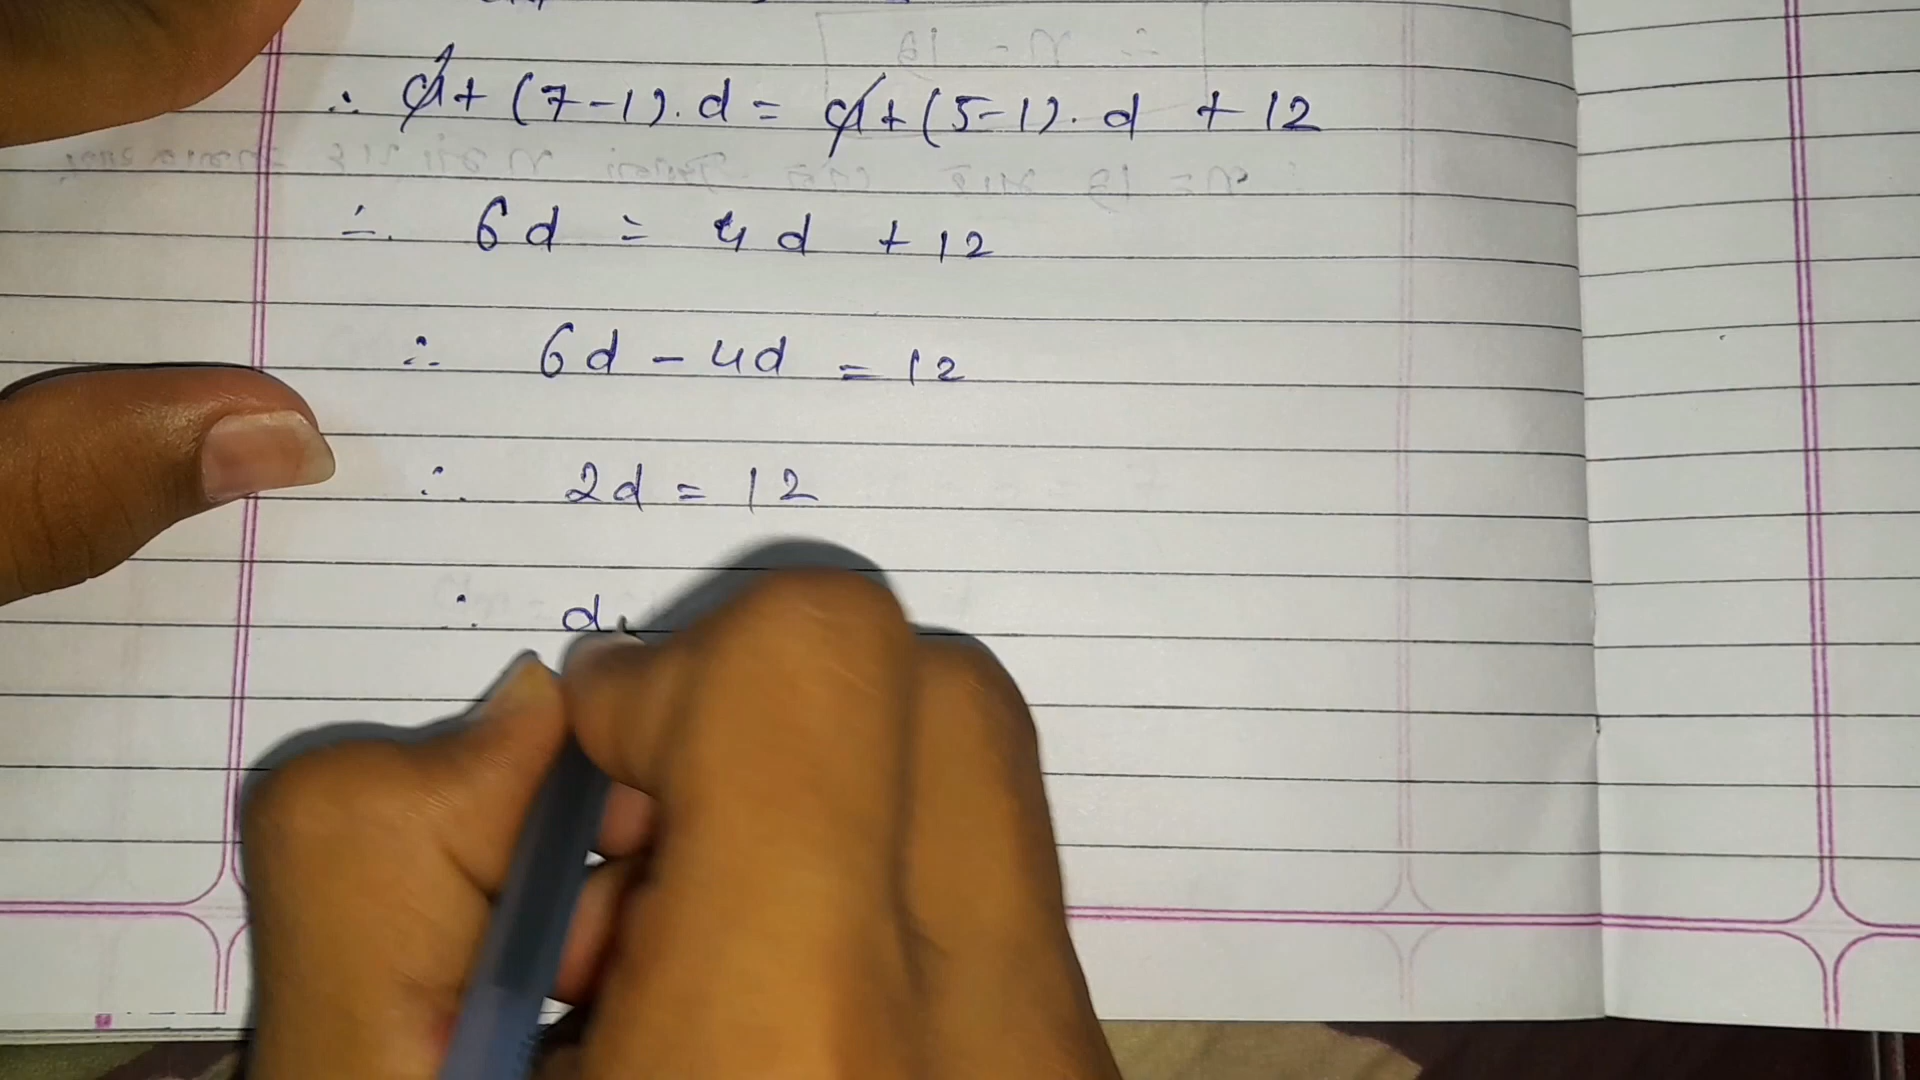 ∴ a + (7-1).d = a + (5-1).d + 12
∴ 6d = 4d + 12
∴ 6d - 4d = 12
∴ 2d = 12
∴ d